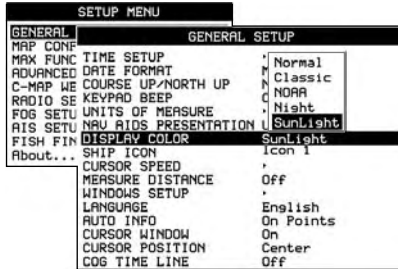 SETUP MENU
GENERAL
MAP CONF
MAX FUNC
ADVANCED
C-MAP WE
RADIO SE
FOG SETU
AIS SETU
FISH FIN
About...
GENERAL SETUP
TIME SETUP
DATE FORMAT
COURSE UP/NORTH UP
KEYPAD BEEP
UNITS OF MEASURE
NAV AIDS PRESENTATION
DISPLAY COLOR SunLight
SHIP ICON Icon 1
CURSOR SPEED
MEASURE DISTANCE Off
WINDOWS SETUP
LANGUAGE English
AUTO INFO On Points
CURSOR WINDOW On
CURSOR POSITION Center
COG TIME LINE Off
Normal
Classic
NOAA
Night
SunLight